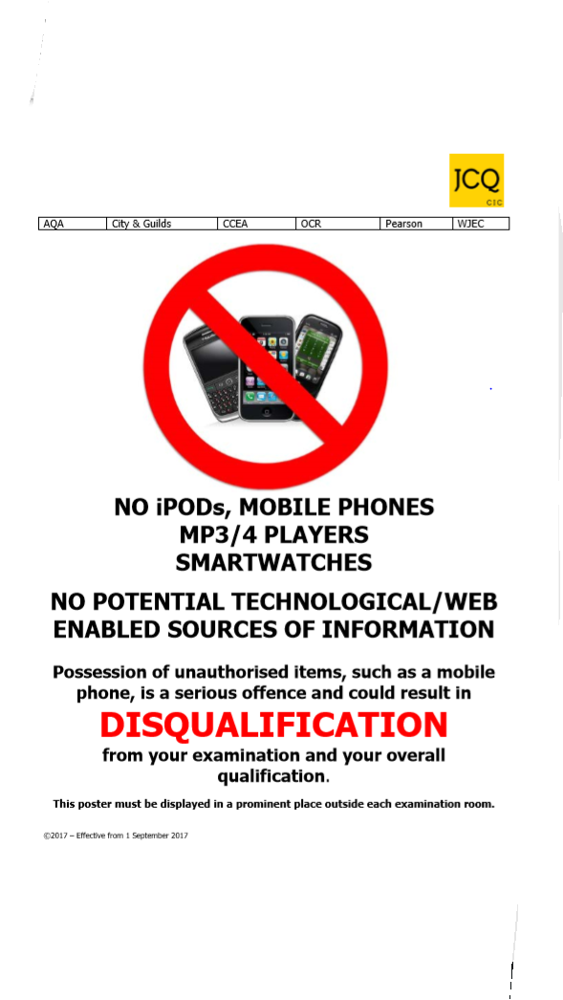 JCQ
CIC
AQA City & Guilds CCEA OCR Pearson WJEC
NO iPODs, MOBILE PHONES
MP3/4 PLAYERS
SMARTWATCHES
NO POTENTIAL TECHNOLOGICAL/WEB
ENABLED SOURCES OF INFORMATION
Possession of unauthorised items, such as a mobile
phone, is a serious offence and could result in
DISQUALIFICATION
from your examination and your overall
qualification.
This poster must be displayed in a prominent place outside each examination room.
©2017 – Effective from 1 September 2017